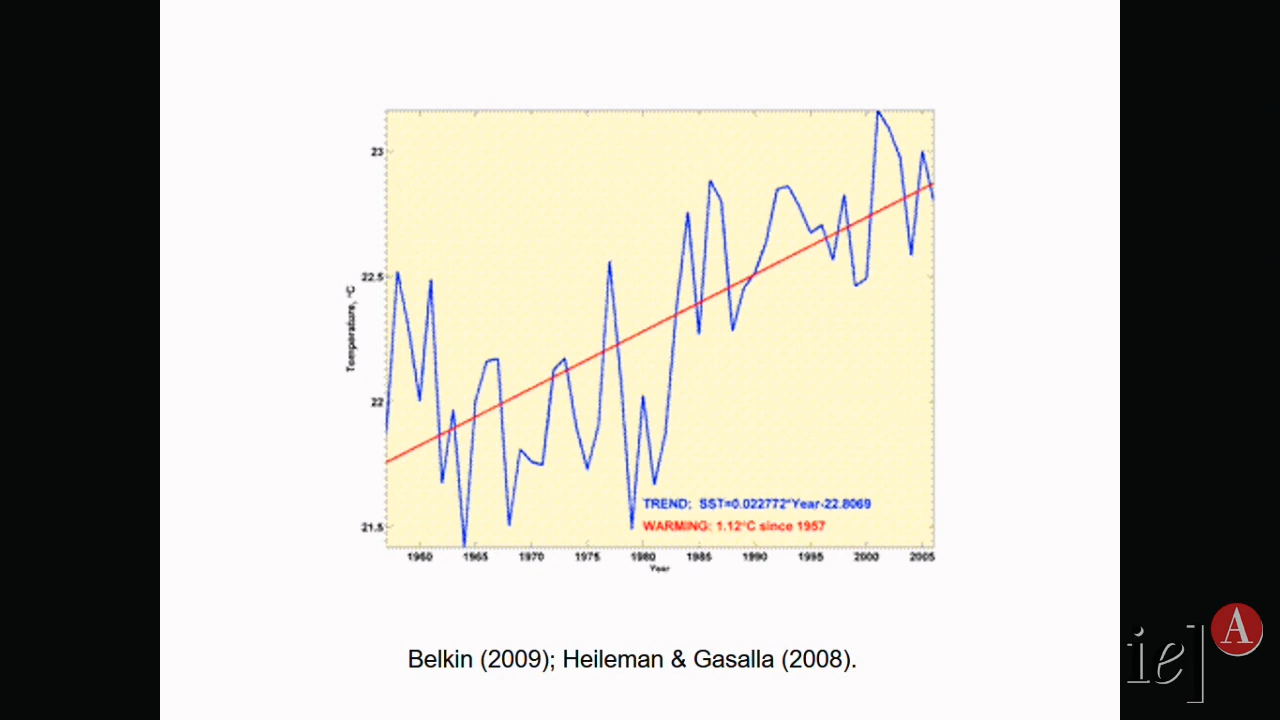 23
22.5
22
21.5
Temperature, °C
TREND: SST=0.022772*Year-22.8069
WARMING: 1.12°C since 1957
1960 1965 1970 1975 1980 1985 1990 1995 2000 2005
Year
Belkin (2009); Heileman & Gasalla (2008).
ie] A